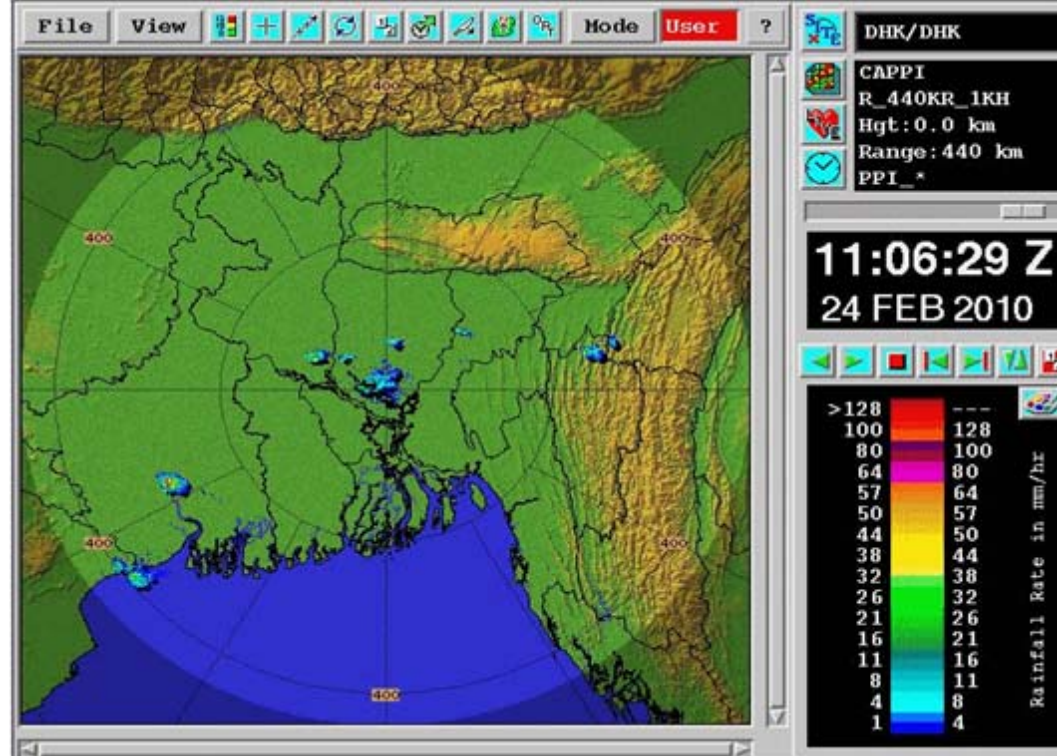 File View Mode User ?
SITE
DHK/DHK
CAPPI
R_440KR_1KH
Hgt:0.0 km
Range:440 km
PPI_*
11:06:29 Z
24 FEB 2010
400
400
400
400
400
400
>128 ---
100 128
80 100
64 80
57 64
50 57
44 50
38 44
32 38
26 32
21 26
16 21
11 16
8 11
4 8
1 4
Rainfall Rate in mm/hr